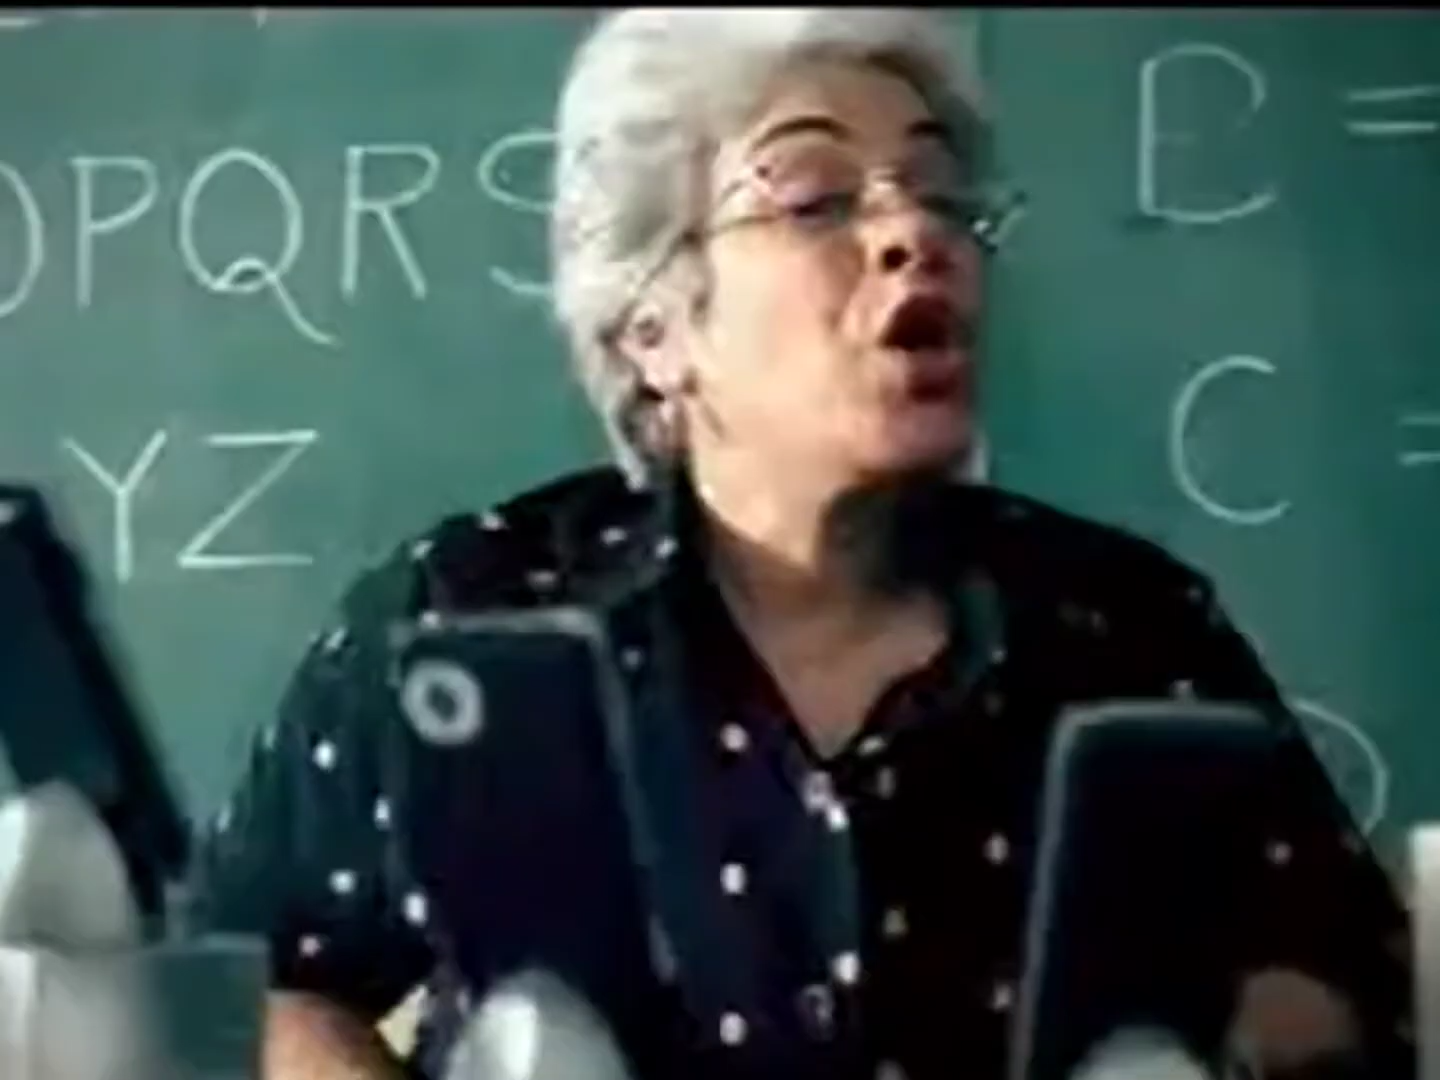 OPQRS
YZ
B =
C =